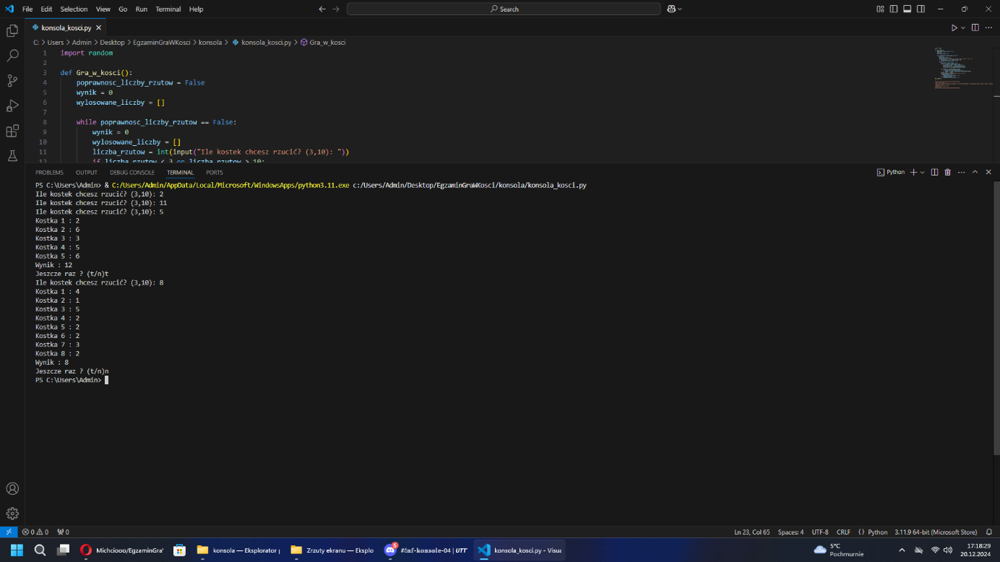 File Edit Selection View Go Run Terminal Help
Search
konsola_kosci.py
C: > Users > Admin > Desktop > EgzaminGraWKosci > konsola > konsola_kosci.py > Gra_w_kosci
1 import random
2
3 def Gra_w_kosci():
4 poprawnosc_liczby_rzutow = False
5 wynik = 0
6 wylosowane_liczby = []
7
8 while poprawnosc_liczby_rzutow == False:
9 wynik = 0
10 wylosowane_liczby = []
11 liczba_rzutow = int(input("Ile kostek chcesz rzucić? (3,10): "))
12 if liczba_rzutow < 3 or liczba_rzutow > 10:
PROBLEMS OUTPUT DEBUG CONSOLE TERMINAL PORTS
Python
PS C:\Users\Admin> & C:/Users/Admin/AppData/Local/Microsoft/WindowsApps/python3.11.exe c:/Users/Admin/Desktop/EgzaminGraWKosci/konsola/konsola_kosci.py
Ile kostek chcesz rzucić? (3,10): 2
Ile kostek chcesz rzucić? (3,10): 11
Ile kostek chcesz rzucić? (3,10): 5
Kostka 1 : 2
Kostka 2 : 6
Kostka 3 : 3
Kostka 4 : 5
Kostka 5 : 6
Wynik : 12
Jeszcze raz ? (t/n)t
Ile kostek chcesz rzucić? (3,10): 8
Kostka 1 : 4
Kostka 2 : 1
Kostka 3 : 5
Kostka 4 : 2
Kostka 5 : 2
Kostka 6 : 2
Kostka 7 : 3
Kostka 8 : 2
Wynik : 8
Jeszcze raz ? (t/n)n
PS C:\Users\Admin>
0 0 0
Ln 23, Col 65 Spaces: 4 UTF-8 CRLF {} Python 3.11.9 64-bit (Microsoft Store)
Michciooo/EgzaminGraW
konsola — Eksplorator
Zrzuty ekranu — Eksplo
5
-04 | UTT
konsola_kosci.py - Visua
5°C
Pochmurnie
17:18:29
20.12.2024